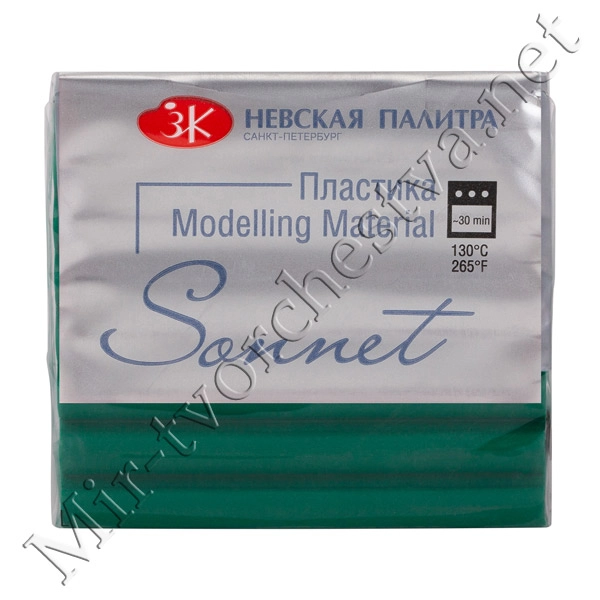 ЗК
НЕВСКАЯ ПАЛИТРА
САНКТ-ПЕТЕРБУРГ
Пластика
Modelling Material
~30 min
130°C
265°F
Sonnet
Mir-tvorchestva.net